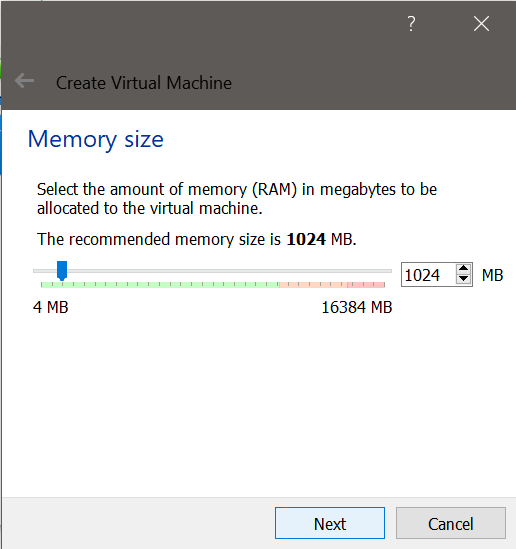 ?
Create Virtual Machine
Memory size
Select the amount of memory (RAM) in megabytes to be
allocated to the virtual machine.
The recommended memory size is 1024 MB.
1024 MB
4 MB 16384 MB
Next Cancel